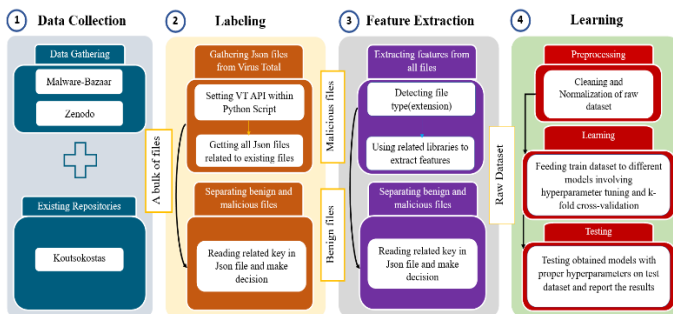 1 Data Collection
Data Gathering
Malware-Bazaar
Zenodo
Existing Repositories
Koutsokostas
A bulk of files
2 Labeling
Gathering Json files
from Virus Total
Setting VT API within
Python Script
Getting all Json files
related to existing files
Separating benign and
malicious files
Reading related key in
Json file and make
decision
Malicious files
Benign files
3 Feature Extraction
Extracting features from
all files
Detecting file
type(extension)
Using related libraries to
extract features
Separating benign and
malicious files
Reading related key in
Json file and make
decision
Raw Dataset
4 Learning
Preprocessing
Cleaning and
Normalization of raw
dataset
Learning
Feeding train dataset to different
models involving
hyperparameter tuning and k-
fold cross-validation
Testing
Testing obtained models with
proper hyperparameters on test
dataset and report the results